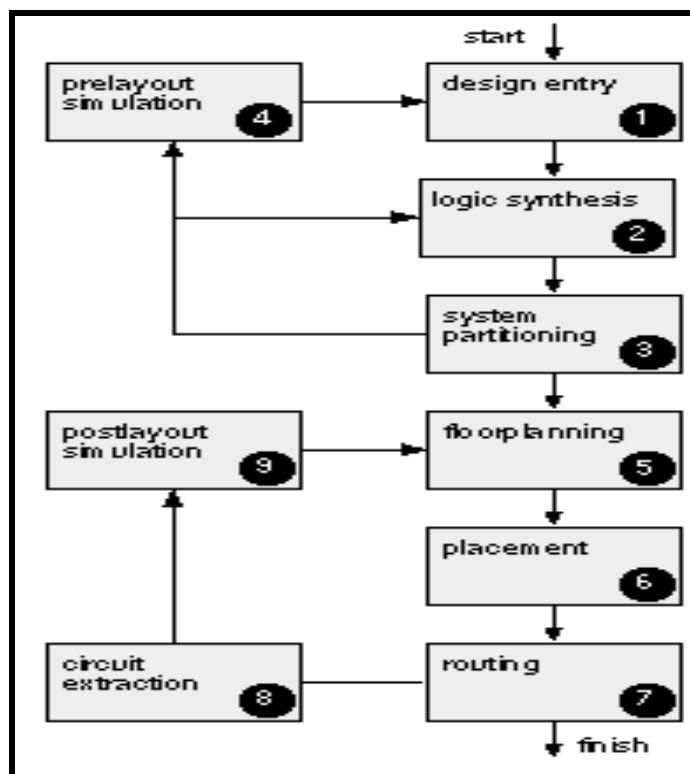 start
prelayout
simulation
4
design entry
1
logic synthesis
2
system
partitioning
3
postlayout
simulation
9
floorplanning
5
placement
6
circuit
extraction
8
routing
7
finish